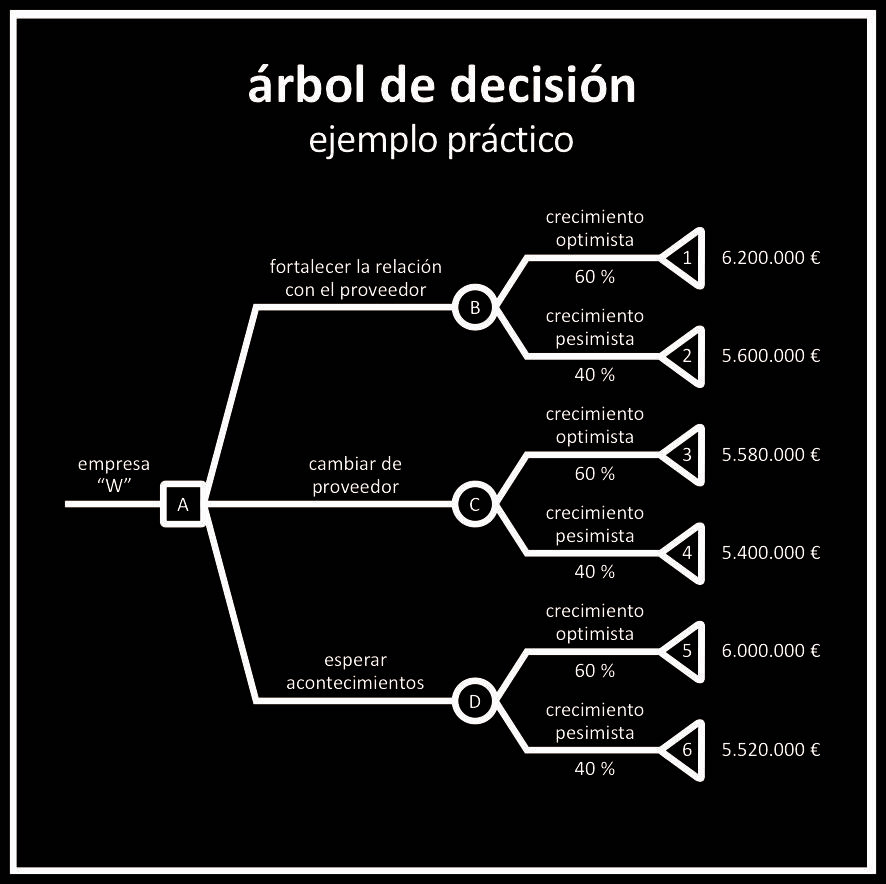 árbol de decisión
ejemplo práctico
empresa
“W”
A
fortalecer la relación
con el proveedor
B
crecimiento
optimista
60 %
1
6.200.000 €
crecimiento
pesimista
40 %
2
5.600.000 €
cambiar de
proveedor
C
crecimiento
optimista
60 %
3
5.580.000 €
crecimiento
pesimista
40 %
4
5.400.000 €
esperar
acontecimientos
D
crecimiento
optimista
60 %
5
6.000.000 €
crecimiento
pesimista
40 %
6
5.520.000 €